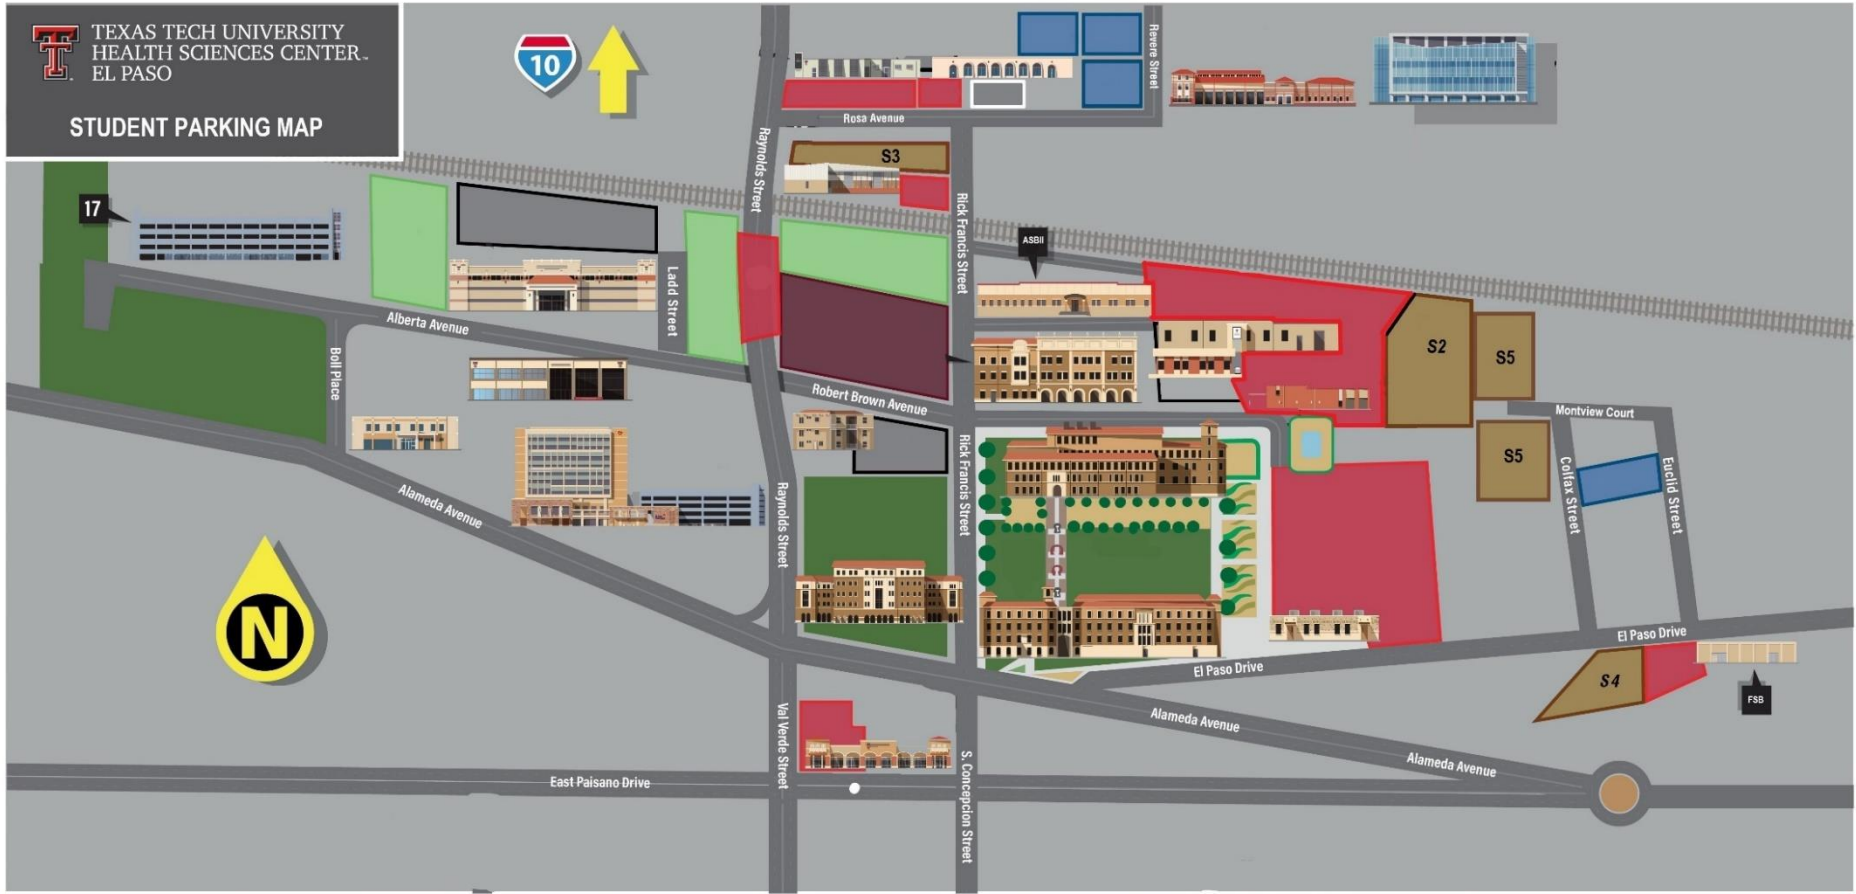 TEXAS TECH UNIVERSITY
HEALTH SCIENCES CENTER™
EL PASO
STUDENT PARKING MAP
10
Revere Street
Rosa Avenue
Raynolds Street
S3
17
Rick Francis Street
ASBII
Ladd Street
Alberta Avenue
Boll Place
S2
S5
Robert Brown Avenue
Montview Court
Rick Francis Street
S5
Colfax Street
Euclid Street
Alameda Avenue
Raynolds Street
N
El Paso Drive
El Paso Drive
S4
FSB
Val Verde Street
Alameda Avenue
Alameda Avenue
S. Concepcion Street
East Paisano Drive